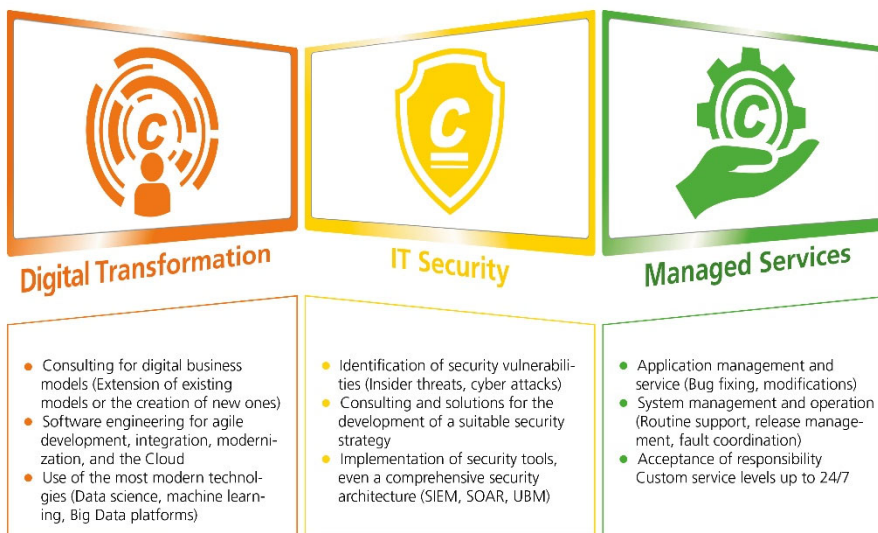 C
C
C
Digital Transformation
IT Security
Managed Services
• Consulting for digital business
models (Extension of existing
models or the creation of new ones)
• Software engineering for agile
development, integration, moderni-
zation, and the Cloud
• Use of the most modern technol-
gies (Data science, machine learn-
ing, Big Data platforms)
• Identification of security vulnerabili-
ties (Insider threats, cyber attacks)
• Consulting and solutions for the
development of a suitable security
strategy
• Implementation of security tools,
even a comprehensive security
architecture (SIEM, SOAR, UBM)
• Application management and
service (Bug fixing, modifications)
• System management and operation
(Routine support, release manage-
ment, fault coordination)
• Acceptance of responsibility
Custom service levels up to 24/7